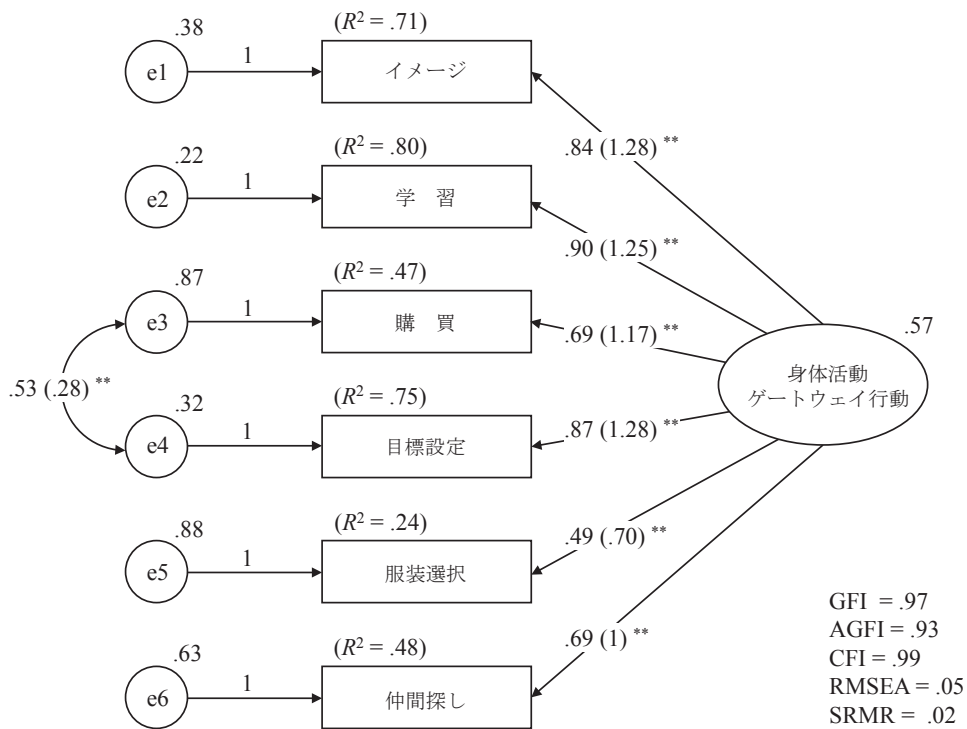 .38
(R² = .71)
e1
1
イメージ
.84 (1.28) **
.22
(R² = .80)
e2
1
学 習
.90 (1.25) **
.87
(R² = .47)
e3
1
購 買
.69 (1.17) **
.57
身体活動
ゲートウェイ行動
.53 (.28) **
.32
(R² = .75)
e4
1
目標設定
.87 (1.28) **
.88
(R² = .24)
e5
1
服装選択
.49 (.70) **
.63
(R² = .48)
e6
1
仲間探し
.69 (1) **
GFI = .97
AGFI = .93
CFI = .99
RMSEA = .05
SRMR = .02